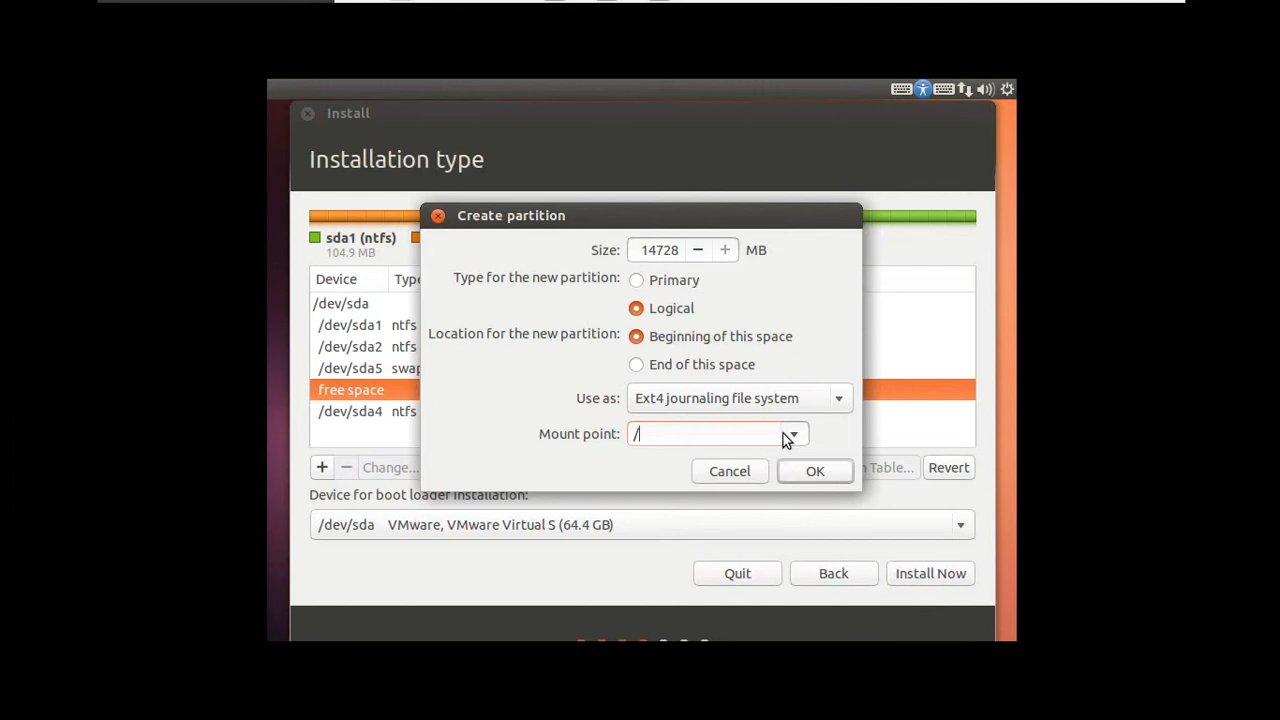 Install
Installation type
Create partition
sda1 (ntfs)
104.9 MB
Size: 14728 MB
Type for the new partition: Primary
Logical
Location for the new partition: Beginning of this space
End of this space
Use as: Ext4 journaling file system
Mount point: /
Cancel OK
Device Type
/dev/sda
/dev/sda1 ntfs
/dev/sda2 ntfs
/dev/sda5 swap
free space
/dev/sda4 ntfs
+ − Change... n Table... Revert
Device for boot loader installation:
/dev/sda VMware, VMware Virtual S (64.4 GB)
Quit Back Install Now